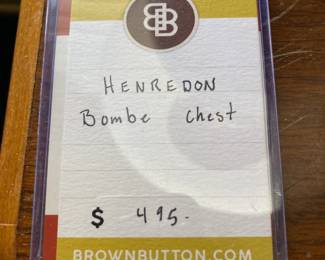 BB
HENREDON
Bombe Chest
$ 495-
BROWNBUTTON.COM